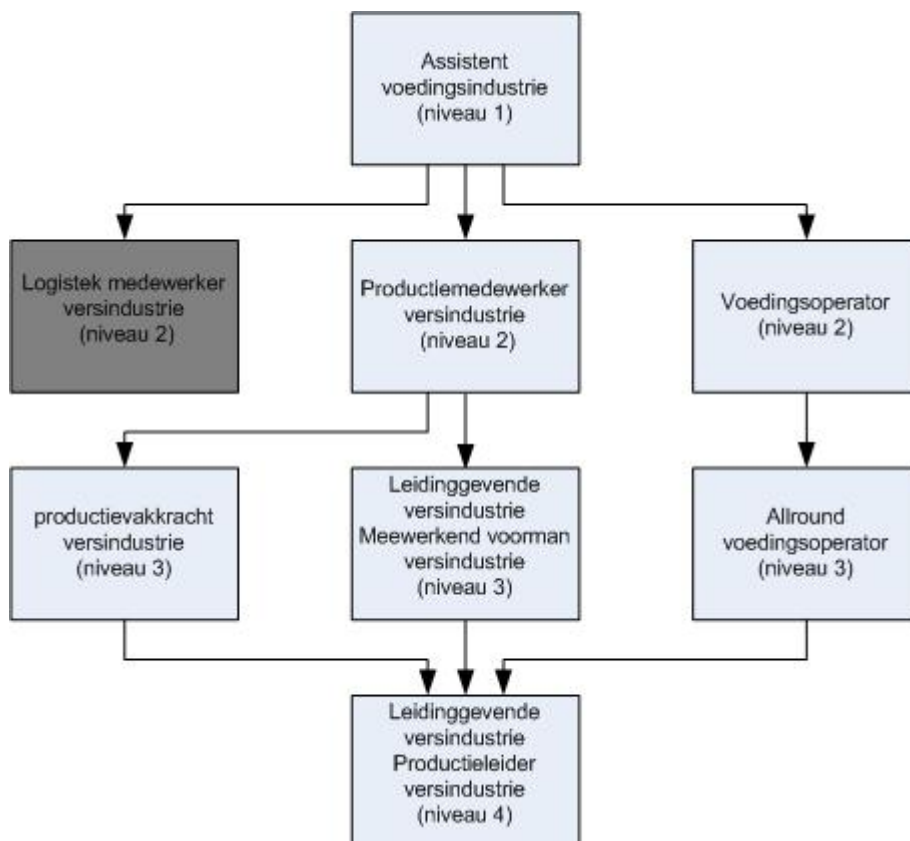 Assistent
voedingsindustrie
(niveau 1)
Logistek medewerker
versindustrie
(niveau 2)
Productiemedewerker
versindustrie
(niveau 2)
Voedingsoperator
(niveau 2)
productievakkracht
versindustrie
(niveau 3)
Leidinggevende
versindustrie
Meewerkend voorman
versindustrie
(niveau 3)
Allround
voedingsoperator
(niveau 3)
Leidinggevende
versindustrie
Productieleider
versindustrie
(niveau 4)